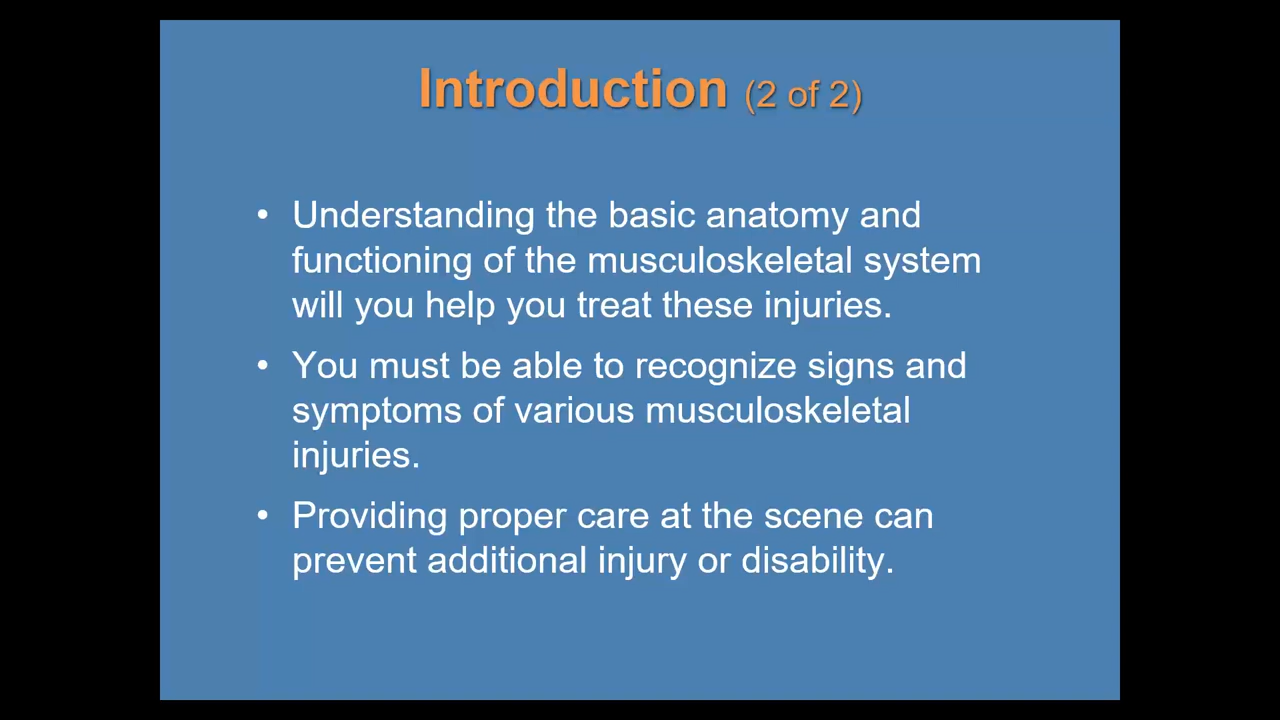 Introduction (2 of 2)
• Understanding the basic anatomy and
functioning of the musculoskeletal system
will you help you treat these injuries.
• You must be able to recognize signs and
symptoms of various musculoskeletal
injuries.
• Providing proper care at the scene can
prevent additional injury or disability.